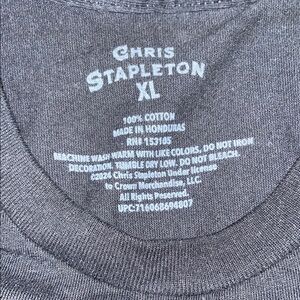 CHRIS
STAPLETON
XL
100% COTTON
MADE IN HONDURAS
RN# 153105
MACHINE WASH WARM WITH LIKE COLORS, DO NOT IRON
DECORATION. TUMBLE DRY LOW. DO NOT BLEACH.
©2024 Chris Stapleton Under license
to Crown Merchandise, LLC.
All Rights Reserved.
UPC:716068694807